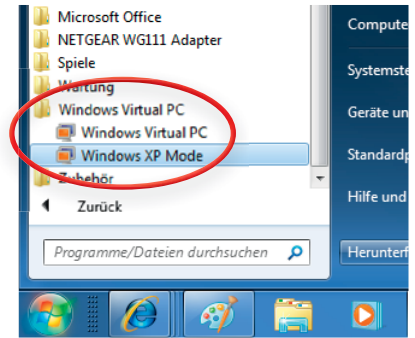 Microsoft Office
NETGEAR WG111 Adapter
Spiele
Wartung
Windows Virtual PC
Windows Virtual PC
Windows XP Mode
Zubehör
Zurück
Programme/Dateien durchsuchen
Compute
Systemste
Geräte un
Standardp
Hilfe und
Herunterf